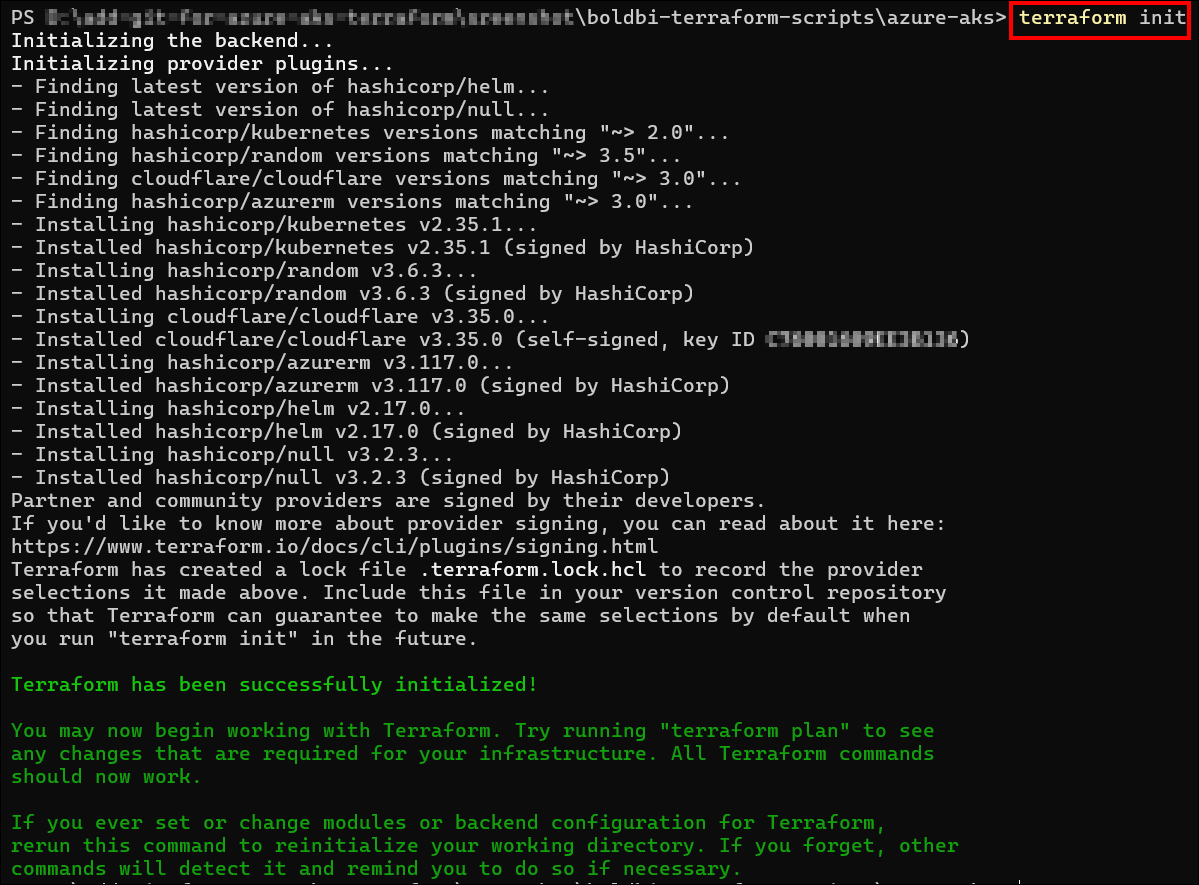 PS \boldbi-terraform-scripts\azure-aks> terraform init
Initializing the backend...
Initializing provider plugins...
- Finding latest version of hashicorp/helm...
- Finding latest version of hashicorp/null...
- Finding hashicorp/kubernetes versions matching "~> 2.0"...
- Finding hashicorp/random versions matching "~> 3.5"...
- Finding cloudflare/cloudflare versions matching "~> 3.0"...
- Finding hashicorp/azurerm versions matching "~> 3.0"...
- Installing hashicorp/kubernetes v2.35.1...
- Installed hashicorp/kubernetes v2.35.1 (signed by HashiCorp)
- Installing hashicorp/random v3.6.3...
- Installed hashicorp/random v3.6.3 (signed by HashiCorp)
- Installing cloudflare/cloudflare v3.35.0...
- Installed cloudflare/cloudflare v3.35.0 (self-signed, key ID )
- Installing hashicorp/azurerm v3.117.0...
- Installed hashicorp/azurerm v3.117.0 (signed by HashiCorp)
- Installing hashicorp/helm v2.17.0...
- Installed hashicorp/helm v2.17.0 (signed by HashiCorp)
- Installing hashicorp/null v3.2.3...
- Installed hashicorp/null v3.2.3 (signed by HashiCorp)
Partner and community providers are signed by their developers.
If you'd like to know more about provider signing, you can read about it here:
https://www.terraform.io/docs/cli/plugins/signing.html
Terraform has created a lock file .terraform.lock.hcl to record the provider
selections it made above. Include this file in your version control repository
so that Terraform can guarantee to make the same selections by default when
you run "terraform init" in the future.
Terraform has been successfully initialized!
You may now begin working with Terraform. Try running "terraform plan" to see
any changes that are required for your infrastructure. All Terraform commands
should now work.
If you ever set or change modules or backend configuration for Terraform,
rerun this command to reinitialize your working directory. If you forget, other
commands will detect it and remind you to do so if necessary.